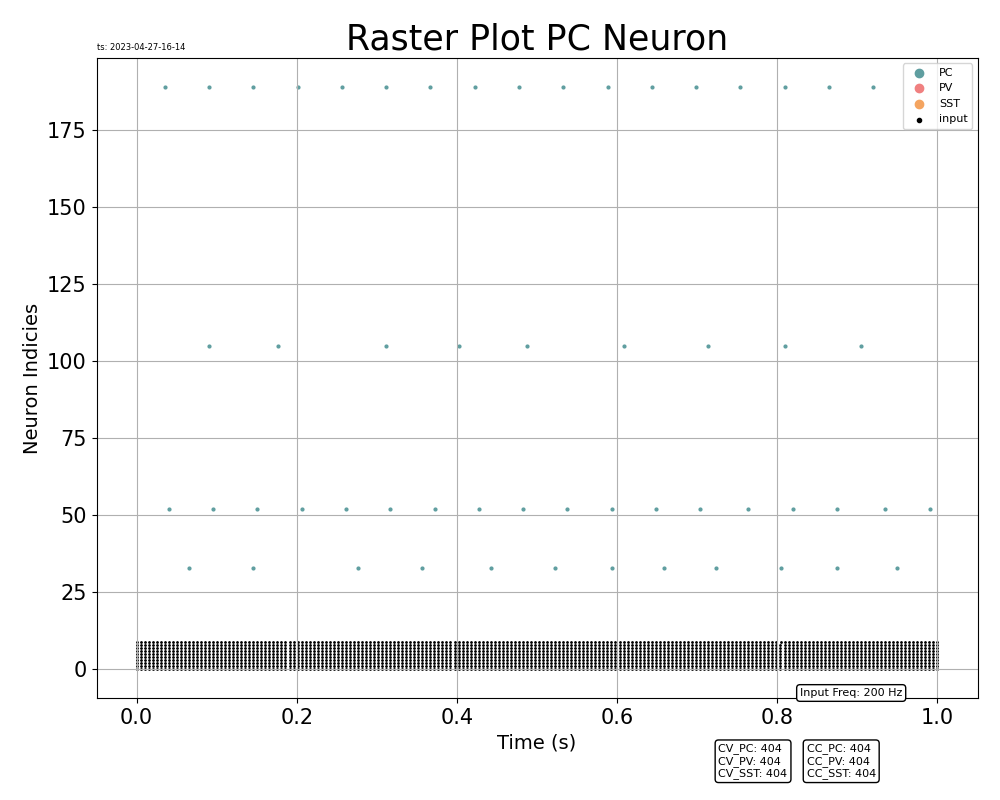 Raster Plot PC Neuron
ts: 2023-04-27-16-14
PC
PV
SST
input
175
150
125
100
75
50
25
0
Neuron Indicies
Input Freq: 200 Hz
0.0 0.2 0.4 0.6 0.8 1.0
Time (s)
CV_PC: 404
CV_PV: 404
CV_SST: 404
CC_PC: 404
CC_PV: 404
CC_SST: 404